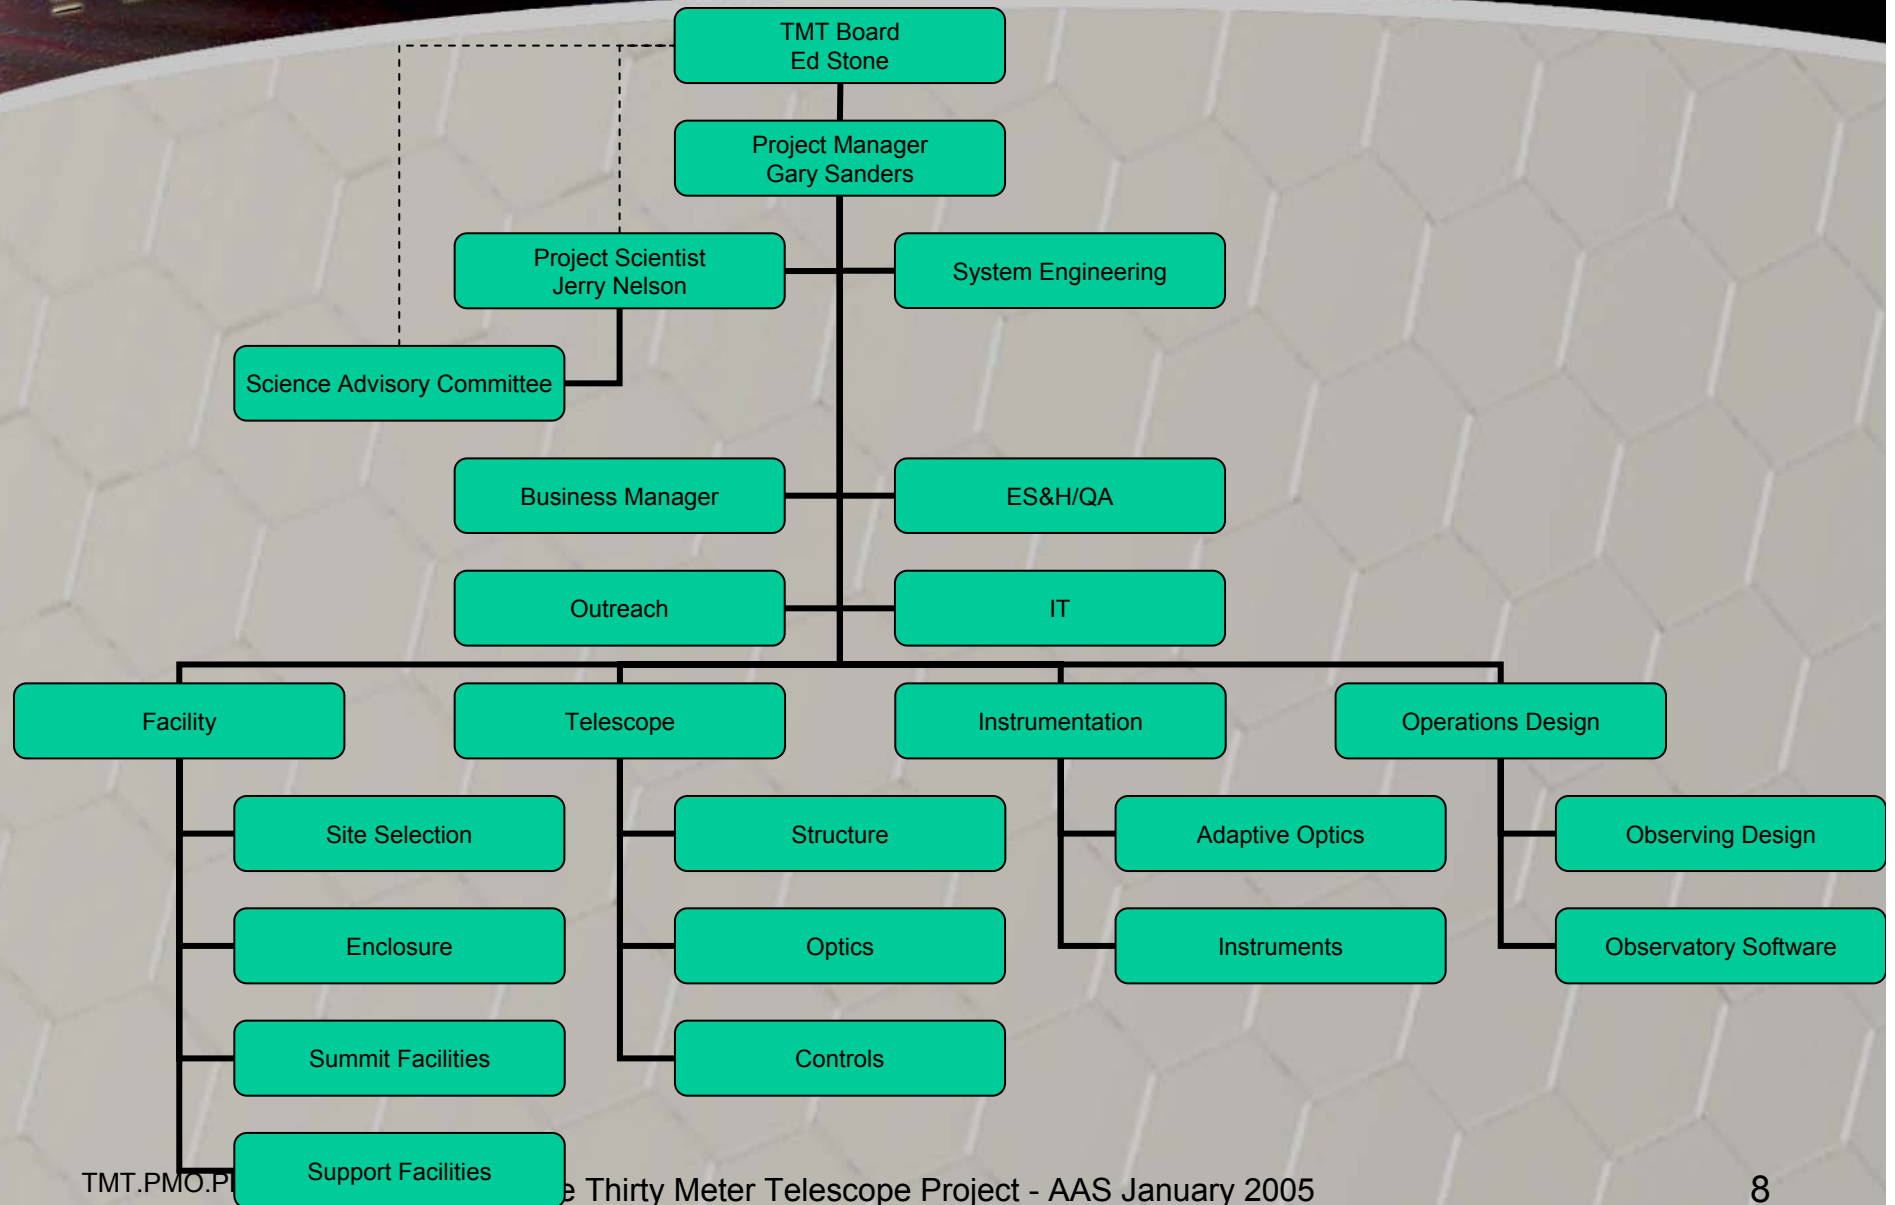 TMT Board
Ed Stone
Project Manager
Gary Sanders
Project Scientist
Jerry Nelson
System Engineering
Science Advisory Committee
Business Manager
ES&H/QA
Outreach
IT
Facility
Telescope
Instrumentation
Operations Design
Site Selection
Structure
Adaptive Optics
Observing Design
Enclosure
Optics
Instruments
Observatory Software
Summit Facilities
Controls
Support Facilities
TMT.PMO.
Thirty Meter Telescope Project - AAS January 2005
8